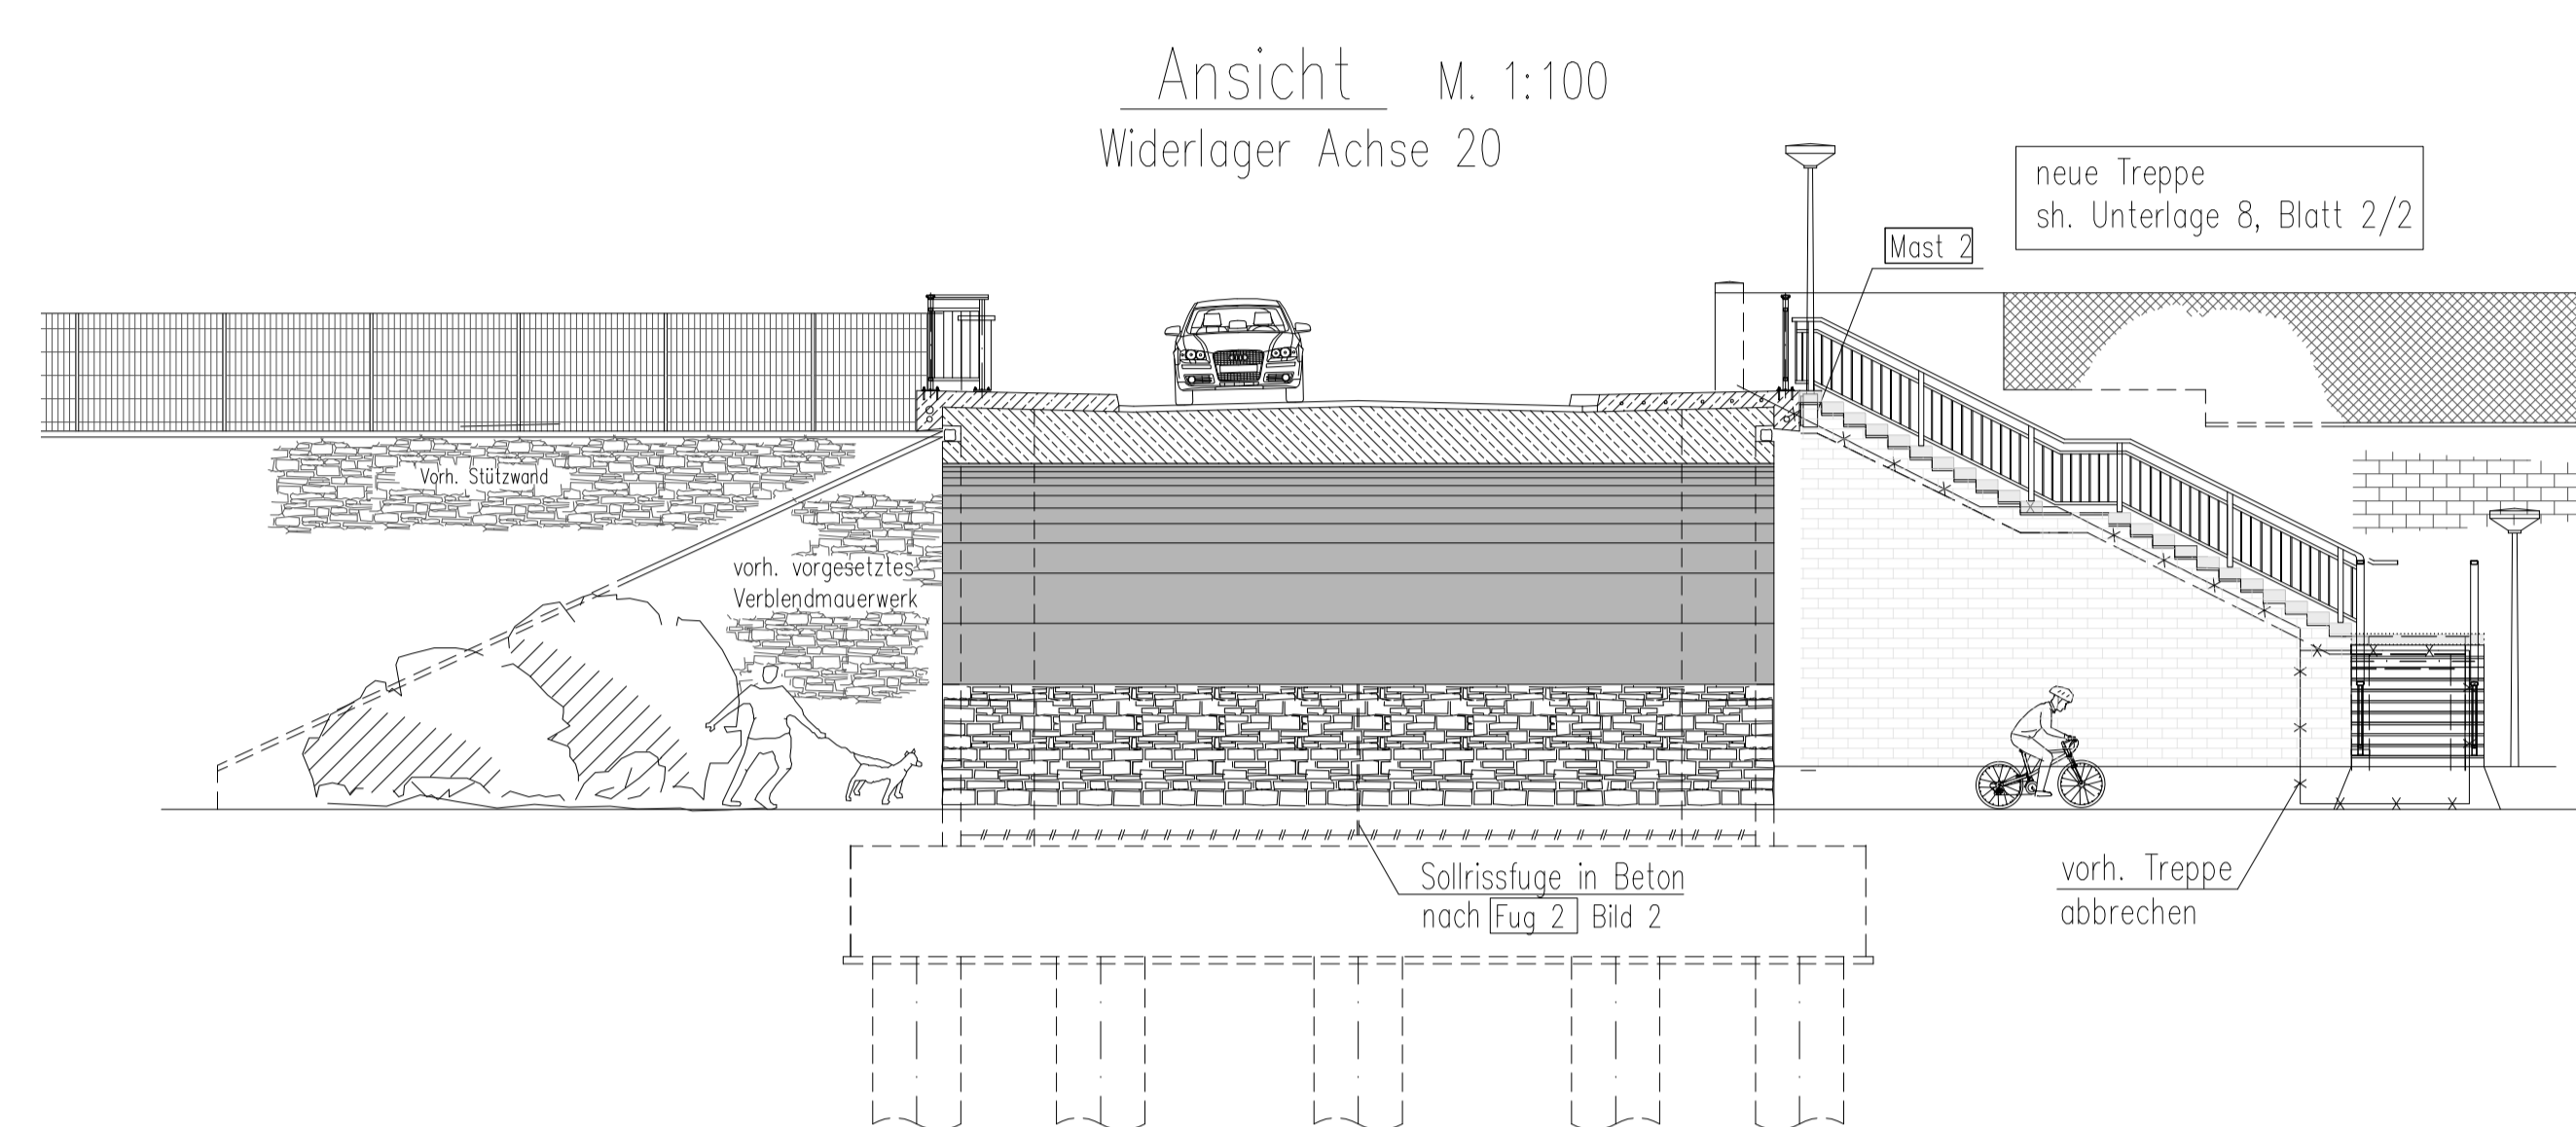 Ansicht M. 1:100
Widerlager Achse 20
neue Treppe
sh. Unterlage 8, Blatt 2/2
Mast 2
Vorh. Stützwand
vorh. vorgesetztes
Verblendmauerwerk
Sollrissfuge in Beton
nach Fug 2 Bild 2
vorh. Treppe
abbrechen